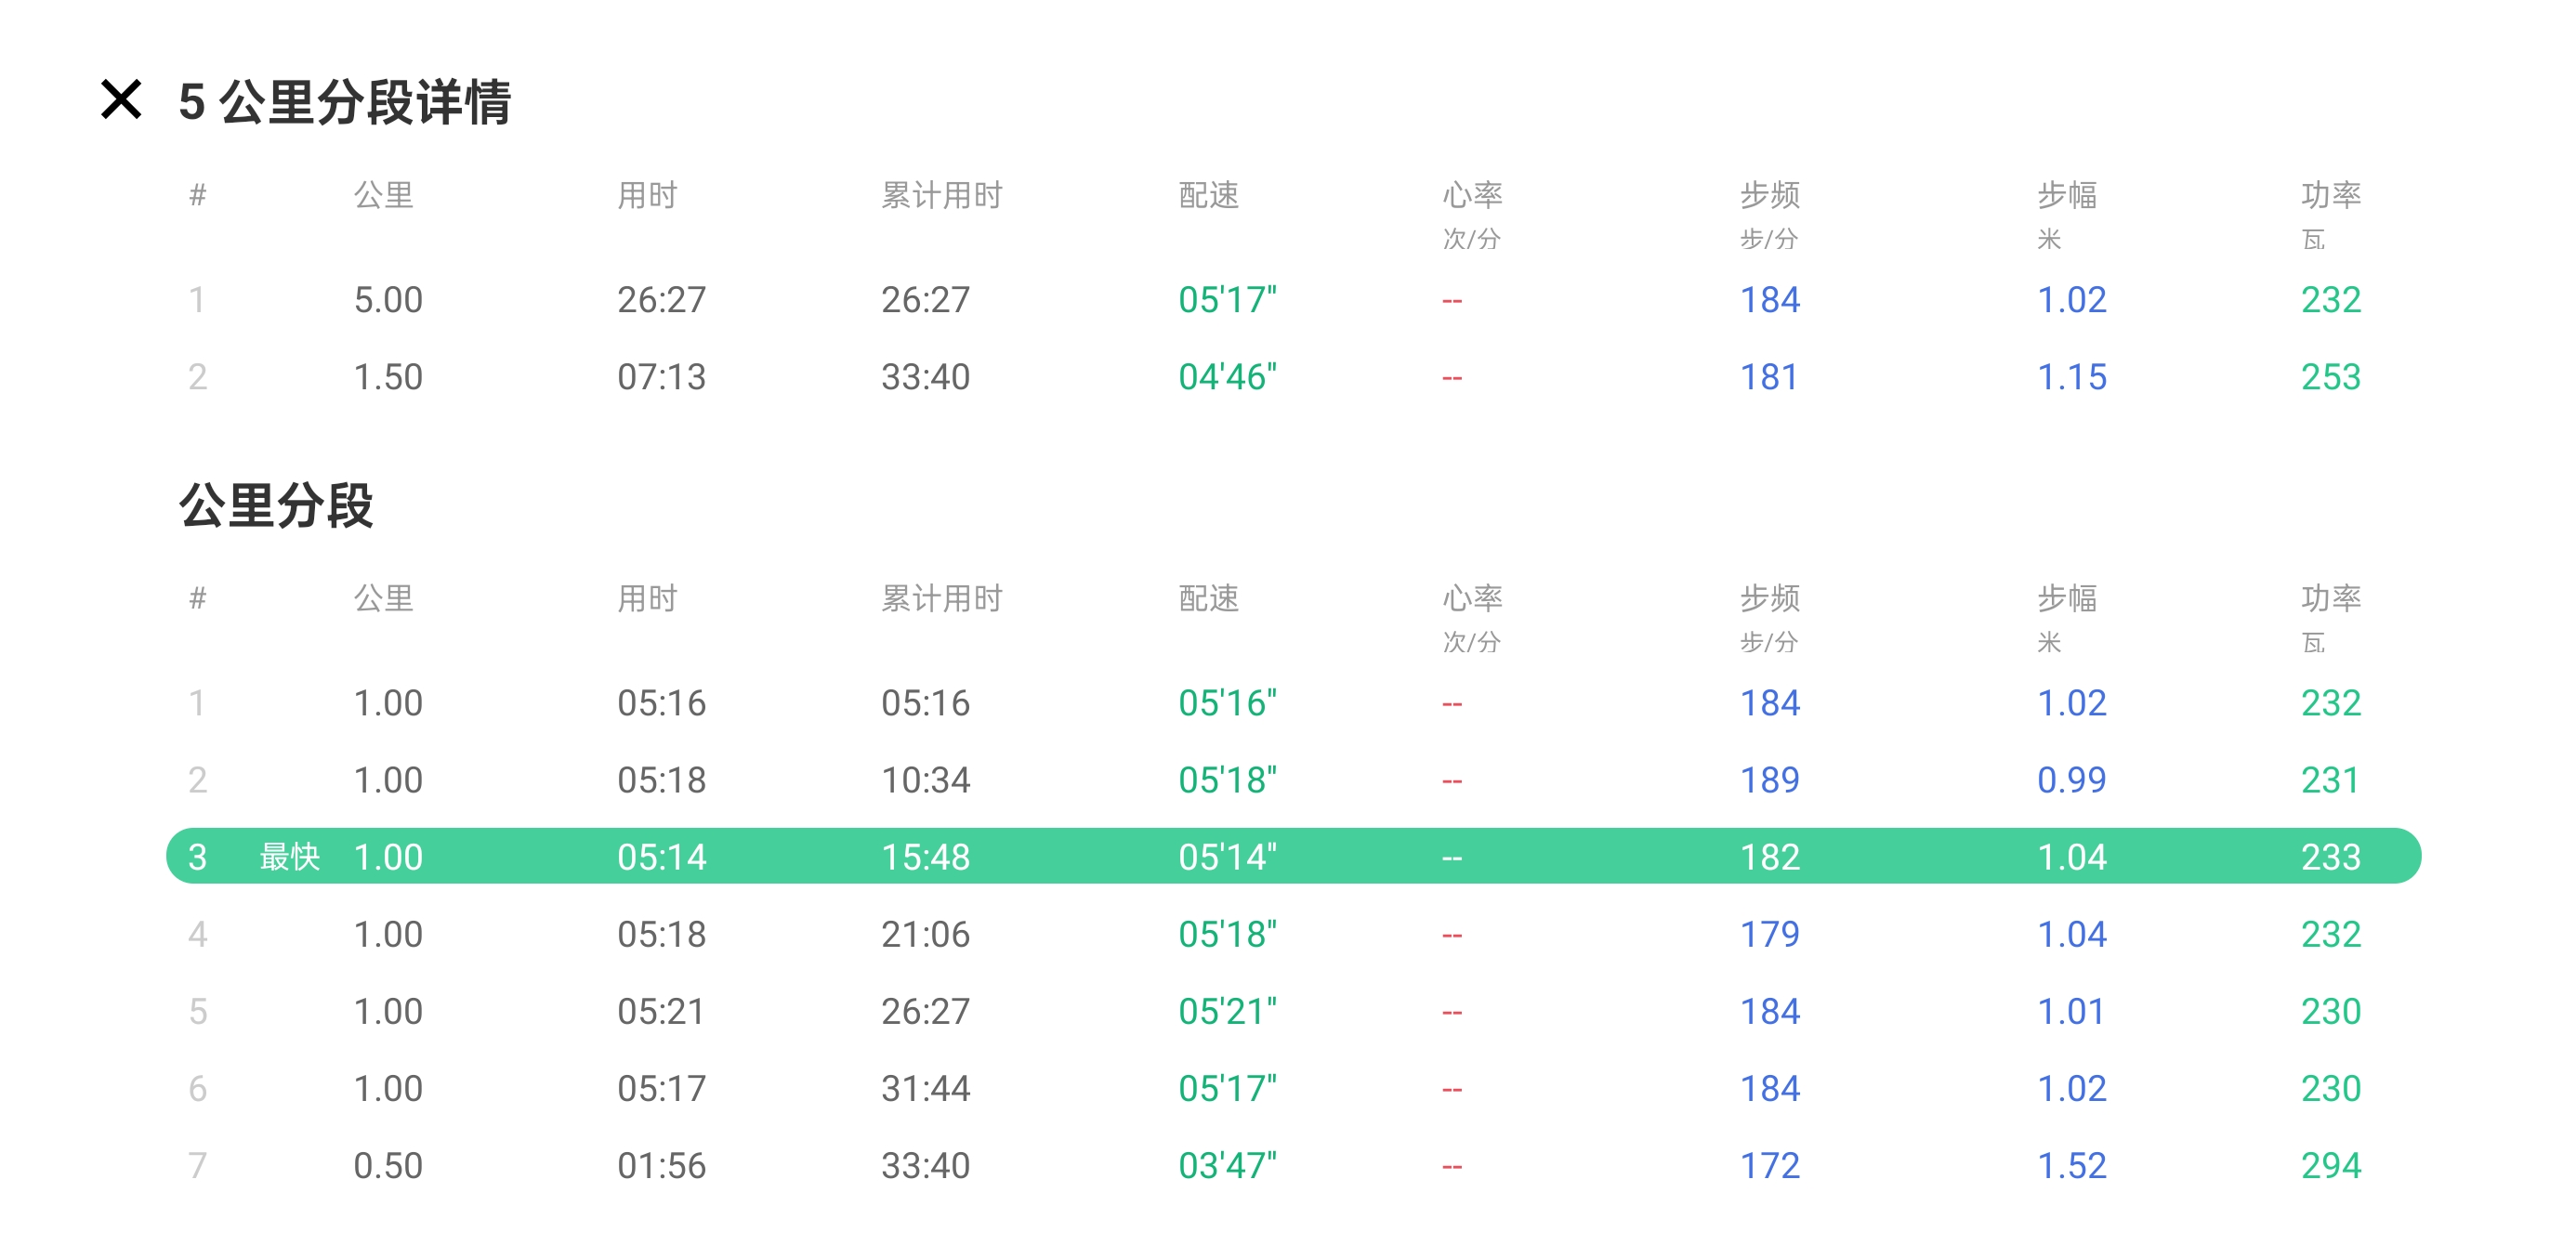 5 公里分段详情
# 公里 用时 累计用时 配速 心率 步频 步幅 功率
次/分 步/分 米 瓦
1 5.00 26:27 26:27 05'17" -- 184 1.02 232
2 1.50 07:13 33:40 04'46" -- 181 1.15 253
公里分段
# 公里 用时 累计用时 配速 心率 步频 步幅 功率
次/分 步/分 米 瓦
1 1.00 05:16 05:16 05'16" -- 184 1.02 232
2 1.00 05:18 10:34 05'18" -- 189 0.99 231
3 最快 1.00 05:14 15:48 05'14" -- 182 1.04 233
4 1.00 05:18 21:06 05'18" -- 179 1.04 232
5 1.00 05:21 26:27 05'21" -- 184 1.01 230
6 1.00 05:17 31:44 05'17" -- 184 1.02 230
7 0.50 01:56 33:40 03'47" -- 172 1.52 294